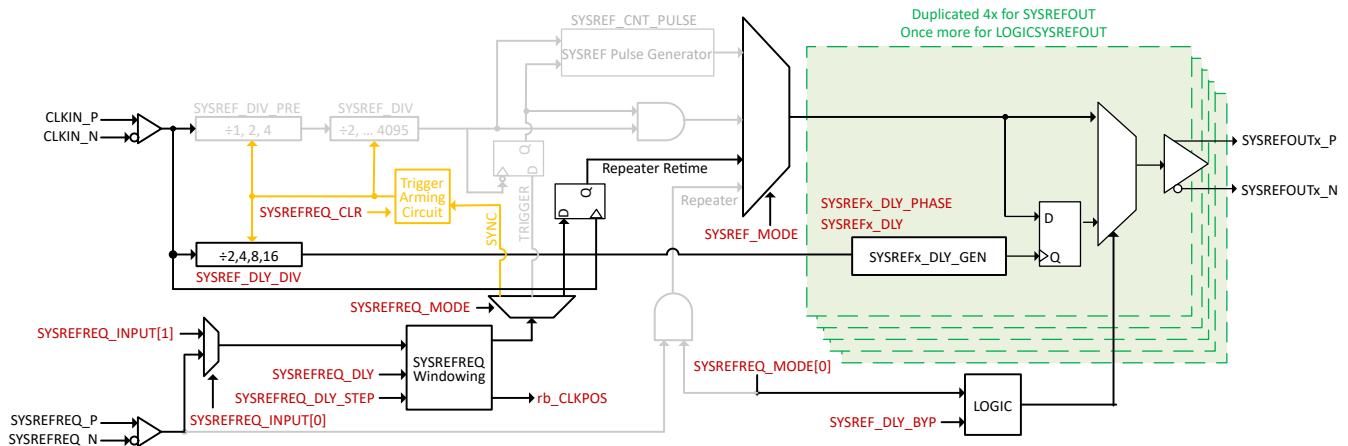 Duplicated 4x for SYSREFOUT
Once more for LOGICSYSREFOUT
SYSREF_CNT_PULSE
SYSREF Pulse Generator
CLKIN_P
CLKIN_N
SYSREF_DIV_PRE
÷1, 2, 4
SYSREF_DIV
÷2, ... 4095
Q
D
TRIGGER
SYNC
Trigger
Arming
Circuit
SYSREFREQ_CLR
Repeater Retime
Q
D
Repeater
SYSREF_MODE
SYSREFx_DLY_PHASE
SYSREFx_DLY
SYSREFx_DLY_GEN
D
Q
SYSREFOUTx_P
SYSREFOUTx_N
÷2,4,8,16
SYSREF_DLY_DIV
SYSREFREQ_MODE
SYSREFREQ_INPUT[1]
SYSREFREQ
Windowing
SYSREFREQ_DLY
SYSREFREQ_DLY_STEP
rb_CLKPOS
SYSREFREQ_INPUT[0]
SYSREFREQ_P
SYSREFREQ_N
SYSREFREQ_MODE[0]
LOGIC
SYSREF_DLY_BYP